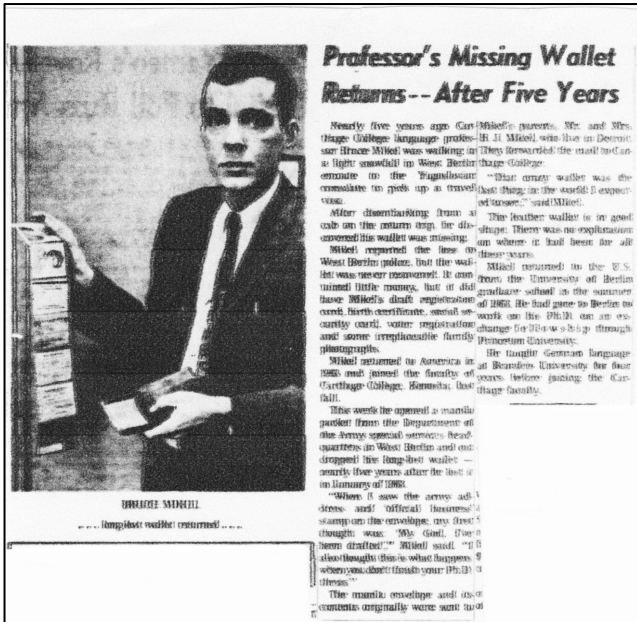 Professor's Missing Wallet
Returns--After Five Years
Nearly five years ago Car-
thage College language profes-
sor Bruce Mikel was walking in
a light snowfall in West Berlin
enroute to the Yugoslavian
consulate to pick up a travel
visa.
After disembarking from a
cab on the return trip, he dis-
covered his wallet was missing.
Mikel reported the loss to
West Berlin police, but the wal-
let was never recovered. It con-
tained little money, but it did
have Mikel's draft registration
card, birth certificate, social se-
curity card, voter registration
and some irreplaceable family
photographs.
Mikel returned to America in
and joined the faculty of
Carthage College, Kenosha, last
fall.
This week he opened a manila
packet from the Department of
the Army special services head-
quarters in West Berlin and out
dropped his long-lost wallet —
nearly five years after he lost it
in January of 1963.
"When I saw the army ad-
dress and 'official business'
stamp on the envelope, my first
thought was: 'My God, I've
been drafted!'" Mikel said. "I
also thought this is what happens
when you don't finish your Ph.D.
thesis."
The manila envelope and its
contents originally were sent to
Mikel's parents, Mr. and Mrs.
Mikel, who live in Detroit.
They forwarded the mail to Car-
thage College.
"That crazy wallet was the
last thing in the world I expect-
ed to see," said Mikel.
The leather wallet is in good
shape. There was no explanation
on where it had been for all
these years.
Mikel returned to the U.S.
from the University of Berlin
graduate school in the summer
of 1963. He had gone to Berlin to
work on his Ph.D. on an ex-
change fellowship through
Princeton University.
He taught German language
at Brandeis University for four
years before joining the Car-
thage faculty.
BRUCE MIKEL
... long-lost wallet returned ...